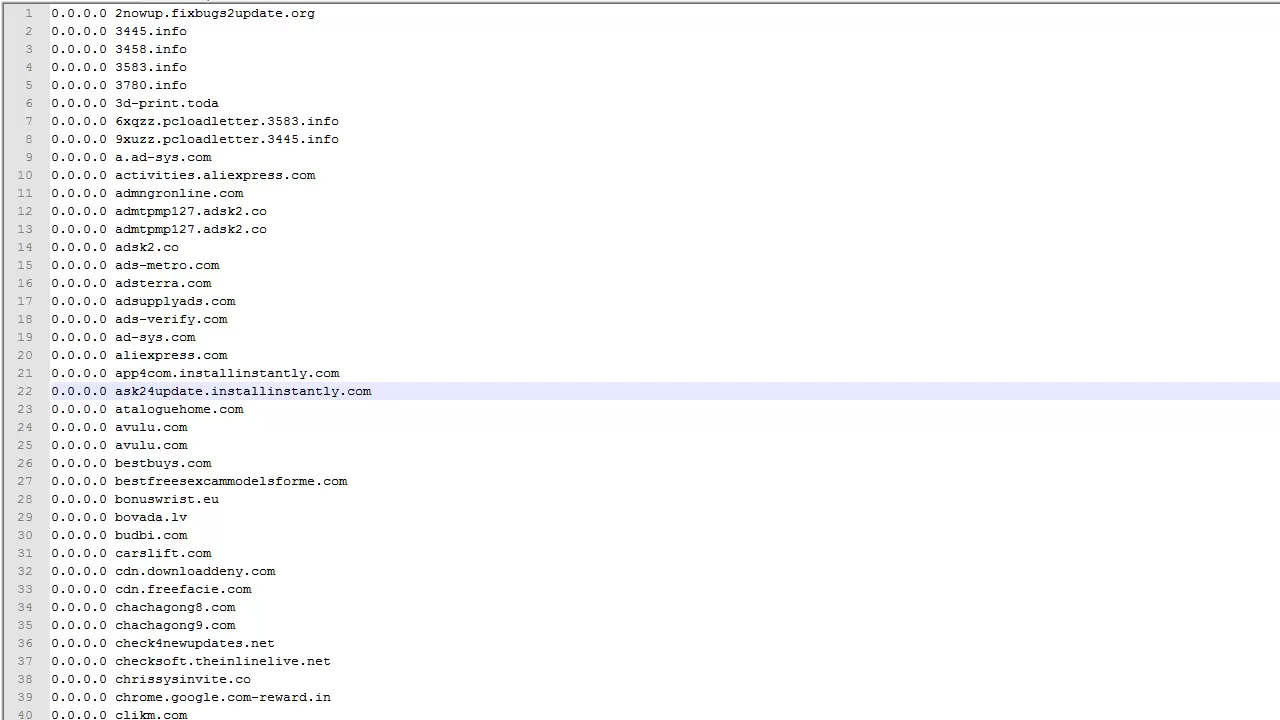 1 0.0.0.0 2nowup.fixbugs2update.org
2 0.0.0.0 3445.info
3 0.0.0.0 3458.info
4 0.0.0.0 3583.info
5 0.0.0.0 3780.info
6 0.0.0.0 3d-print.toda
7 0.0.0.0 6xqzz.pcloadletter.3583.info
8 0.0.0.0 9xuzz.pcloadletter.3445.info
9 0.0.0.0 a.ad-sys.com
10 0.0.0.0 activities.aliexpress.com
11 0.0.0.0 admngronline.com
12 0.0.0.0 admtpmp127.adsk2.co
13 0.0.0.0 admtpmp127.adsk2.co
14 0.0.0.0 adsk2.co
15 0.0.0.0 ads-metro.com
16 0.0.0.0 adsterra.com
17 0.0.0.0 adsupplyads.com
18 0.0.0.0 ads-verify.com
19 0.0.0.0 ad-sys.com
20 0.0.0.0 aliexpress.com
21 0.0.0.0 app4com.installinstantly.com
22 0.0.0.0 ask24update.installinstantly.com
23 0.0.0.0 ataloguehome.com
24 0.0.0.0 avulu.com
25 0.0.0.0 avulu.com
26 0.0.0.0 bestbuys.com
27 0.0.0.0 bestfreesexcammodelsforme.com
28 0.0.0.0 bonuswrist.eu
29 0.0.0.0 bovada.lv
30 0.0.0.0 budbi.com
31 0.0.0.0 carslift.com
32 0.0.0.0 cdn.downloaddeny.com
33 0.0.0.0 cdn.freefacie.com
34 0.0.0.0 chachagong8.com
35 0.0.0.0 chachagong9.com
36 0.0.0.0 check4newupdates.net
37 0.0.0.0 checksoft.theinlinelive.net
38 0.0.0.0 chrissysinvite.co
39 0.0.0.0 chrome.google.com-reward.in
40 0.0.0.0 clikm.com